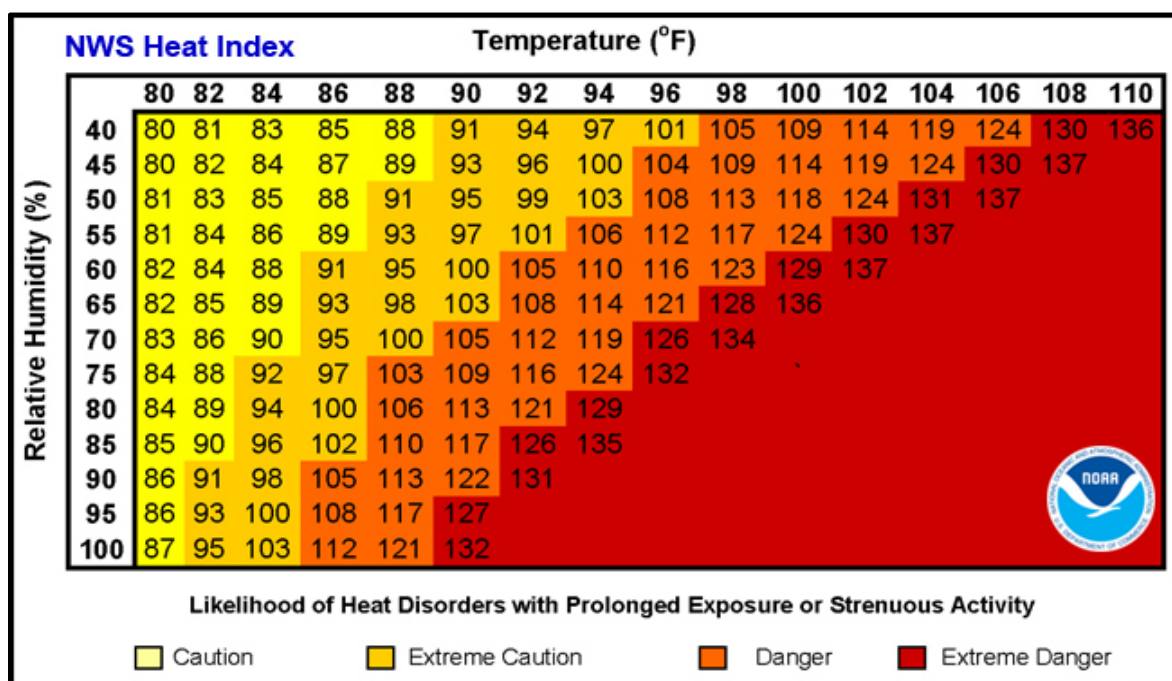 NWS Heat Index Temperature (°F)
80 82 84 86 88 90 92 94 96 98 100 102 104 106 108 110
Relative Humidity (%)
40 80 81 83 85 88 91 94 97 101 105 109 114 119 124 130 136
45 80 82 84 87 89 93 96 100 104 109 114 119 124 130 137
50 81 83 85 88 91 95 99 103 108 113 118 124 131 137
55 81 84 86 89 93 97 101 106 112 117 124 130 137
60 82 84 88 91 95 100 105 110 116 123 129 137
65 82 85 89 93 98 103 108 114 121 128 136
70 83 86 90 95 100 105 112 119 126 134
75 84 88 92 97 103 109 116 124 132
80 84 89 94 100 106 113 121 129
85 85 90 96 102 110 117 126 135
90 86 91 98 105 113 122 131
95 86 93 100 108 117 127
100 87 95 103 112 121 132
NATIONAL OCEANIC AND ATMOSPHERIC ADMINISTRATION
NOAA
U.S. DEPARTMENT OF COMMERCE
Likelihood of Heat Disorders with Prolonged Exposure or Strenuous Activity
Caution Extreme Caution Danger Extreme Danger